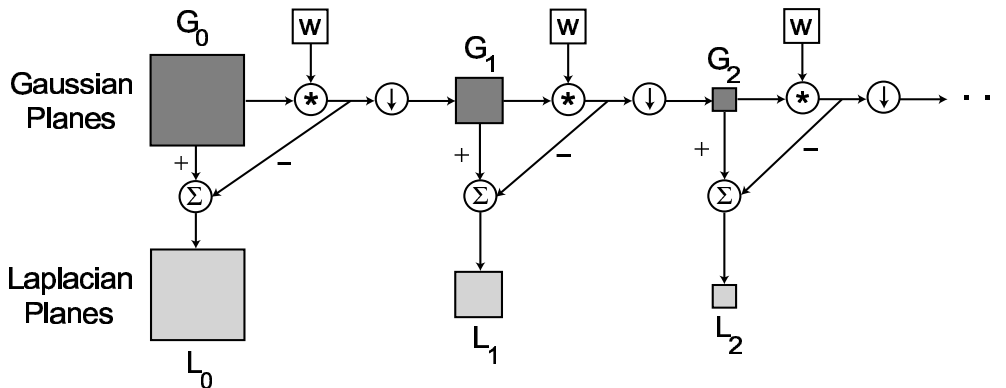 G0 W G1 W G2 W
Gaussian
Planes
* ↓ * ↓ * ↓ . .
+ − + − + −
Σ Σ Σ
Laplacian
Planes
L0 L1 L2